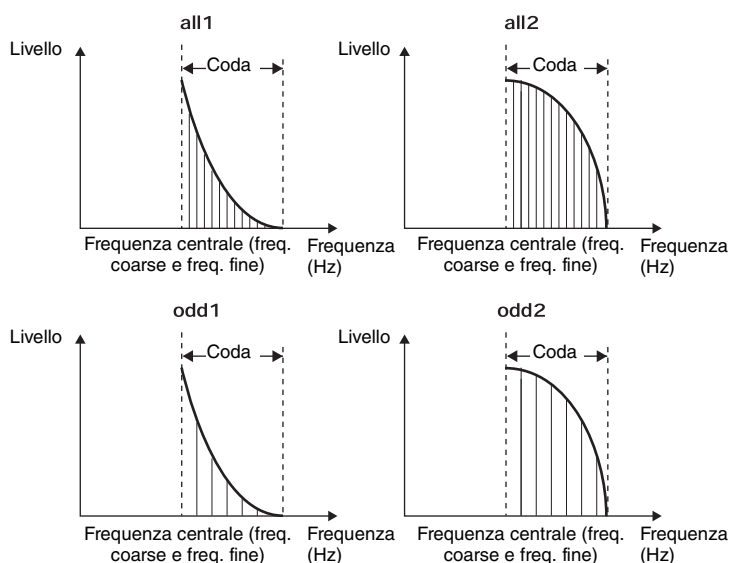 all1
Livello
Coda
Frequenza centrale (freq.
coarse e freq. fine)
Frequenza
(Hz)
all2
Livello
Coda
Frequenza centrale (freq.
coarse e freq. fine)
Frequenza
(Hz)
odd1
Livello
Coda
Frequenza centrale (freq.
coarse e freq. fine)
Frequenza
(Hz)
odd2
Livello
Coda
Frequenza centrale (freq.
coarse e freq. fine)
Frequenza
(Hz)